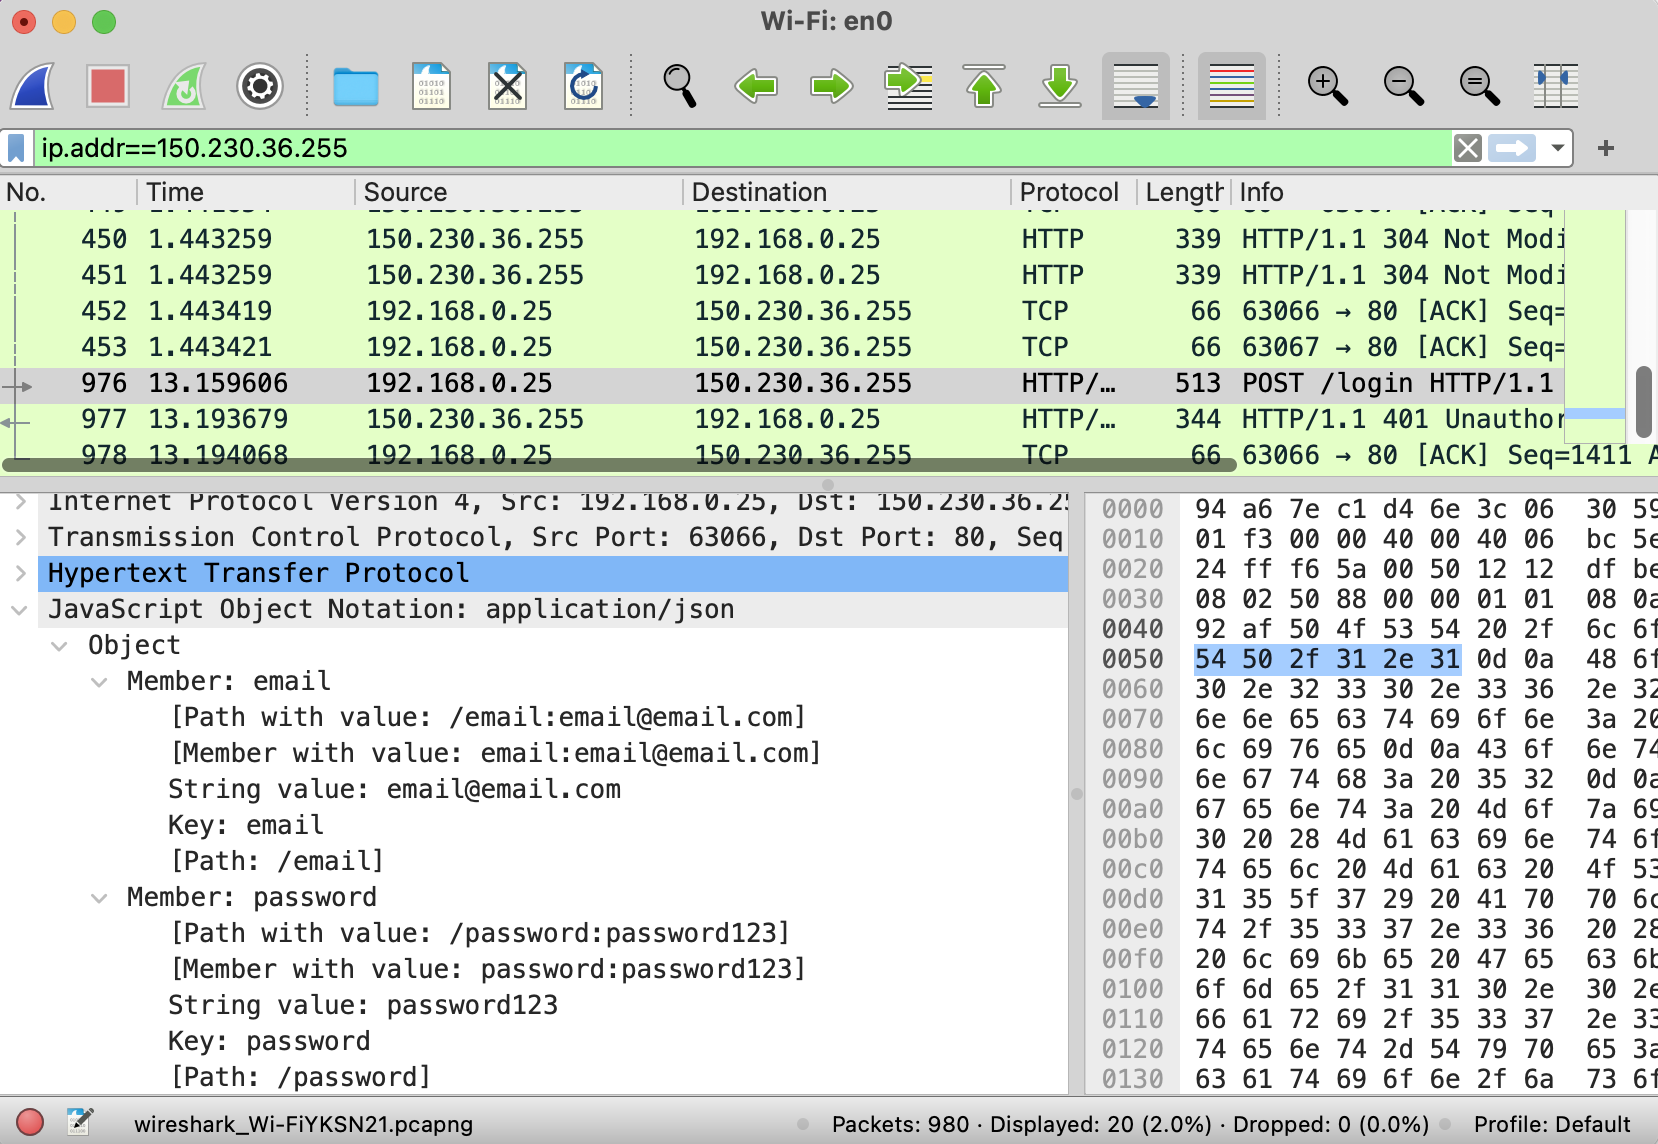 Wi-Fi: en0
ip.addr==150.230.36.255
No. Time Source Destination Protocol Length Info
450 1.443259 150.230.36.255 192.168.0.25 HTTP 339 HTTP/1.1 304 Not Modi
451 1.443259 150.230.36.255 192.168.0.25 HTTP 339 HTTP/1.1 304 Not Modi
452 1.443419 192.168.0.25 150.230.36.255 TCP 66 63066 → 80 [ACK] Seq=
453 1.443421 192.168.0.25 150.230.36.255 TCP 66 63067 → 80 [ACK] Seq=
976 13.159606 192.168.0.25 150.230.36.255 HTTP/… 513 POST /login HTTP/1.1
977 13.193679 150.230.36.255 192.168.0.25 HTTP/… 344 HTTP/1.1 401 Unauthor
978 13.194068 192.168.0.25 150.230.36.255 TCP 66 63066 → 80 [ACK] Seq=1411 A
Internet Protocol Version 4, Src: 192.168.0.25, Dst: 150.230.36.25
Transmission Control Protocol, Src Port: 63066, Dst Port: 80, Seq
Hypertext Transfer Protocol
JavaScript Object Notation: application/json
Object
Member: email
[Path with value: /email:email@email.com]
[Member with value: email:email@email.com]
String value: email@email.com
Key: email
[Path: /email]
Member: password
[Path with value: /password:password123]
[Member with value: password:password123]
String value: password123
Key: password
[Path: /password]
0000 94 a6 7e c1 d4 6e 3c 06 30 59
0010 01 f3 00 00 40 00 40 06 bc 5e
0020 24 ff f6 5a 00 50 12 12 df be
0030 08 02 50 88 00 00 01 01 08 0a
0040 92 af 50 4f 53 54 20 2f 6c 6f
0050 54 50 2f 31 2e 31 0d 0a 48 6f
0060 30 2e 32 33 30 2e 33 36 2e 32
0070 6e 6e 65 63 74 69 6f 6e 3a 20
0080 6c 69 76 65 0d 0a 43 6f 6e 74
0090 6e 67 74 68 3a 20 35 32 0d 0a
00a0 67 65 6e 74 3a 20 4d 6f 7a 69
00b0 30 20 28 4d 61 63 69 6e 74 6f
00c0 74 65 6c 20 4d 61 63 20 4f 53
00d0 31 35 5f 37 29 20 41 70 70 6c
00e0 74 2f 35 33 37 2e 33 36 20 28
00f0 20 6c 69 6b 65 20 47 65 63 6b
0100 6f 6d 65 2f 31 31 30 2e 30 2e
0110 66 61 72 69 2f 35 33 37 2e 33
0120 74 65 6e 74 2d 54 79 70 65 3a
0130 63 61 74 69 6f 6e 2f 6a 73 6f
wireshark_Wi-FiYKSN21.pcapng Packets: 980 · Displayed: 20 (2.0%) · Dropped: 0 (0.0%) Profile: Default